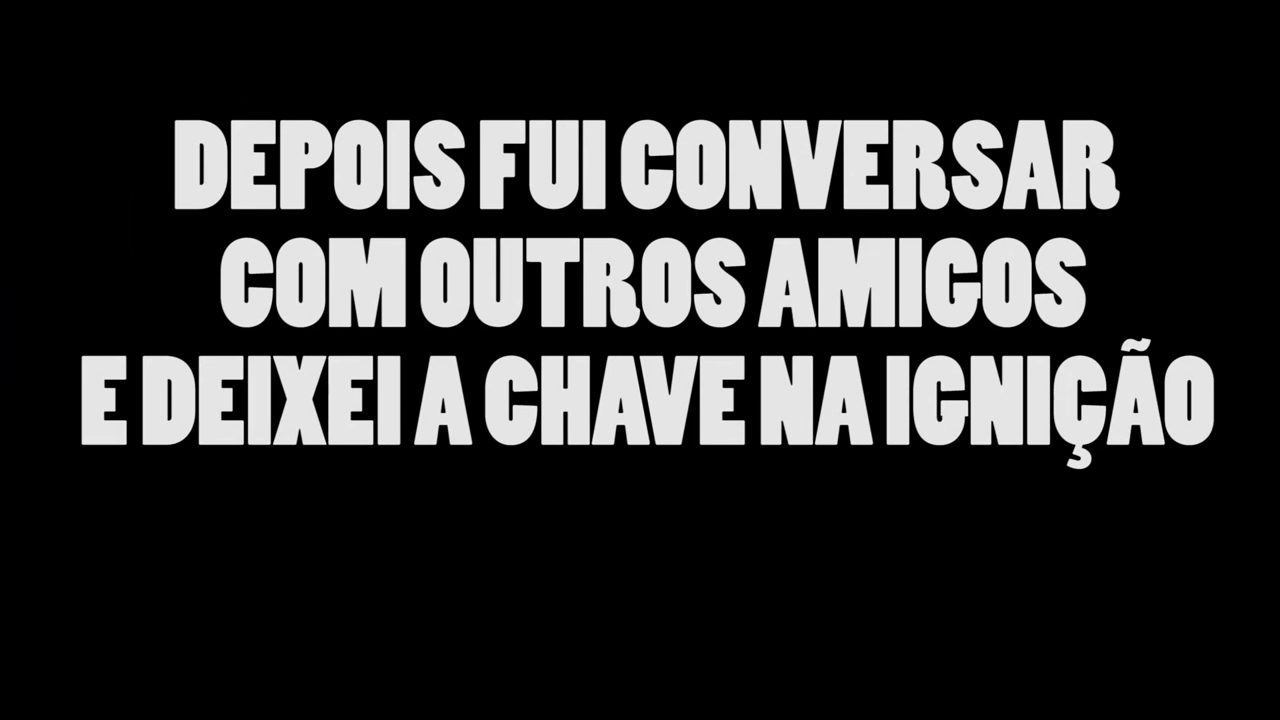 DEPOIS FUI CONVERSAR
COM OUTROS AMIGOS
E DEIXEI A CHAVE NA IGNIÇÃO